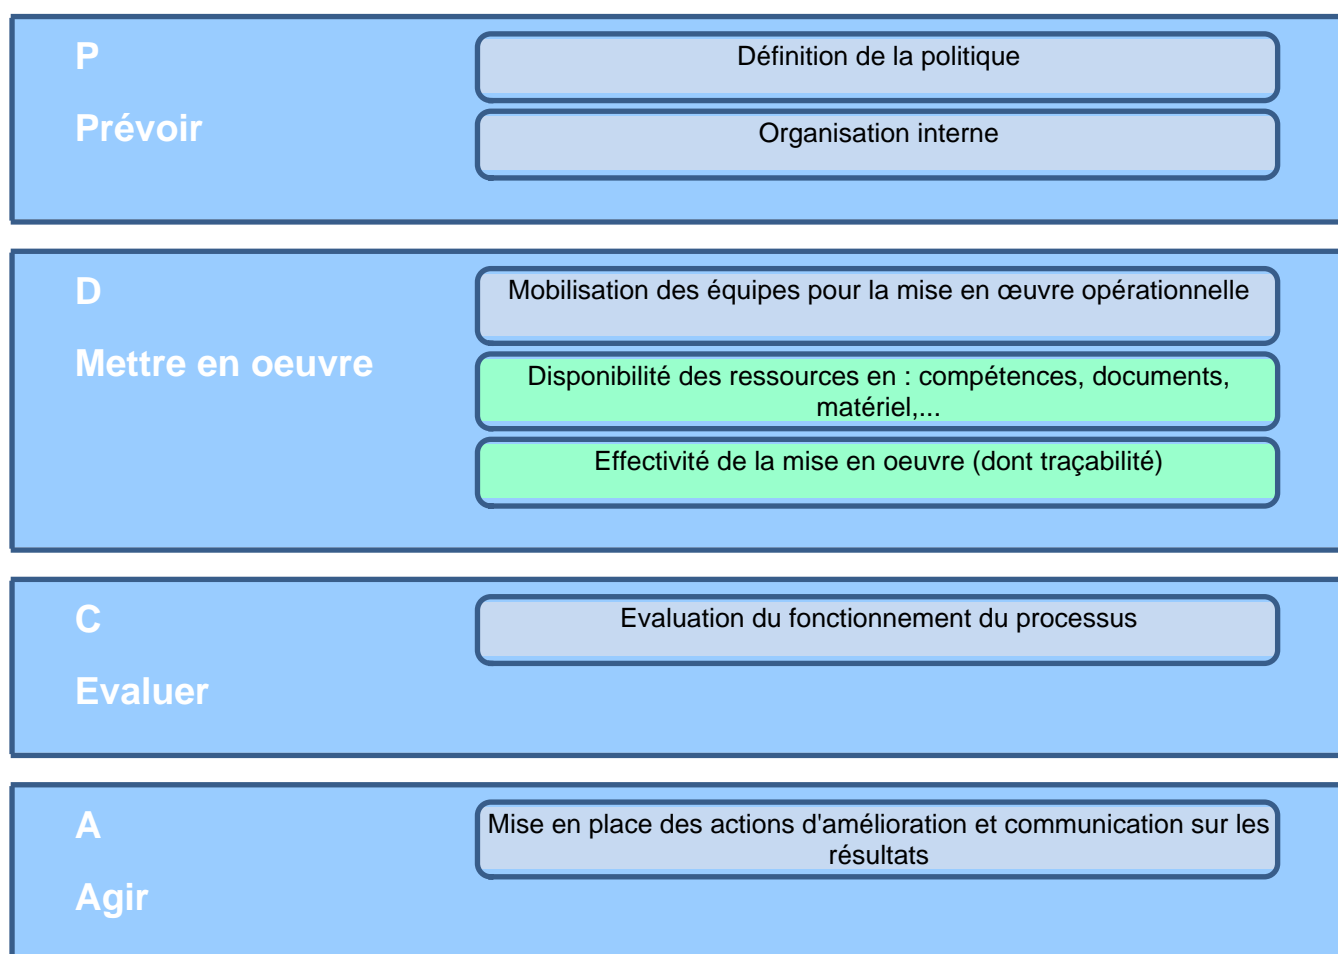 P
Prévoir
Définition de la politique
Organisation interne
D
Mettre en oeuvre
Mobilisation des équipes pour la mise en œuvre opérationnelle
Disponibilité des ressources en : compétences, documents,
matériel,...
Effectivité de la mise en oeuvre (dont traçabilité)
C
Evaluer
Evaluation du fonctionnement du processus
A
Agir
Mise en place des actions d'amélioration et communication sur les
résultats